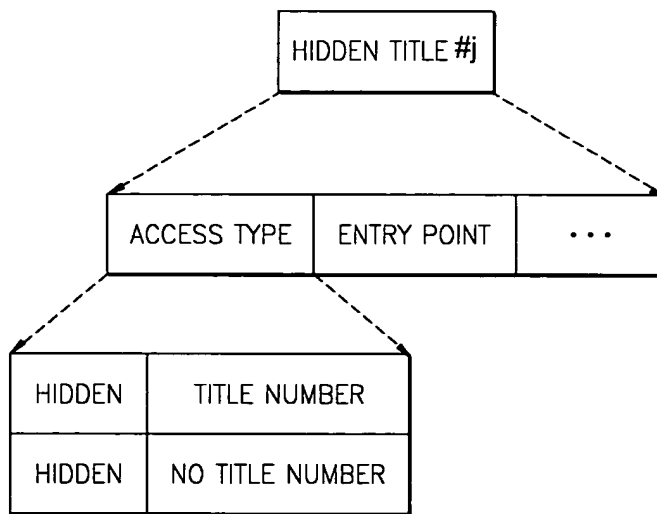 HIDDEN TITLE #j
ACCESS TYPE ENTRY POINT ...
HIDDEN TITLE NUMBER
HIDDEN NO TITLE NUMBER